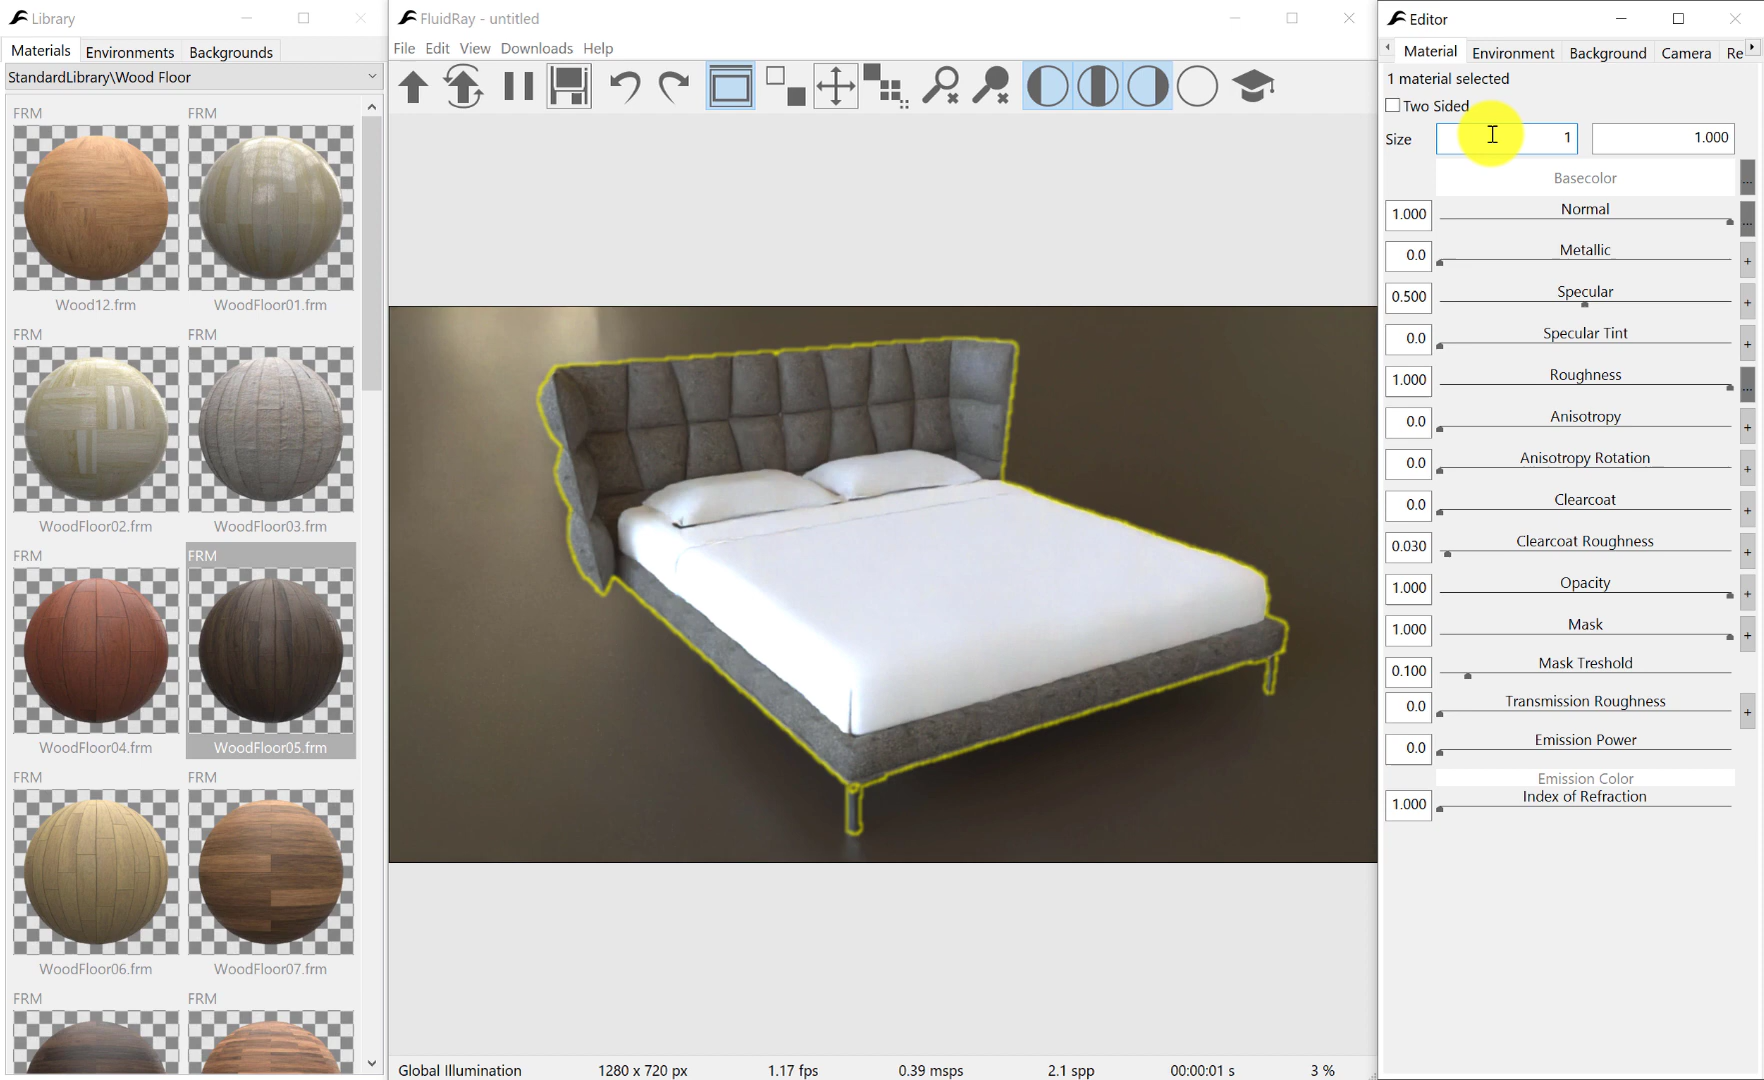 Library
Materials Environments Backgrounds
StandardLibrary\Wood Floor
FRM FRM
Wood12.frm WoodFloor01.frm
FRM FRM
WoodFloor02.frm WoodFloor03.frm
FRM FRM
WoodFloor04.frm WoodFloor05.frm
FRM FRM
WoodFloor06.frm WoodFloor07.frm
FRM FRM
FluidRay - untitled
File Edit View Downloads Help
Global Illumination 1280 x 720 px 1.17 fps 0.39 msps 2.1 spp 00:00:01 s 3 %
Editor
Material Environment Background Camera Re
1 material selected
Two Sided
Size 1 1.000
Basecolor ...
1.000 Normal ...
0.0 Metallic +
0.500 Specular +
0.0 Specular Tint +
1.000 Roughness ...
0.0 Anisotropy +
0.0 Anisotropy Rotation +
0.0 Clearcoat +
0.030 Clearcoat Roughness +
1.000 Opacity +
1.000 Mask +
0.100 Mask Treshold
0.0 Transmission Roughness +
0.0 Emission Power
Emission Color
1.000 Index of Refraction